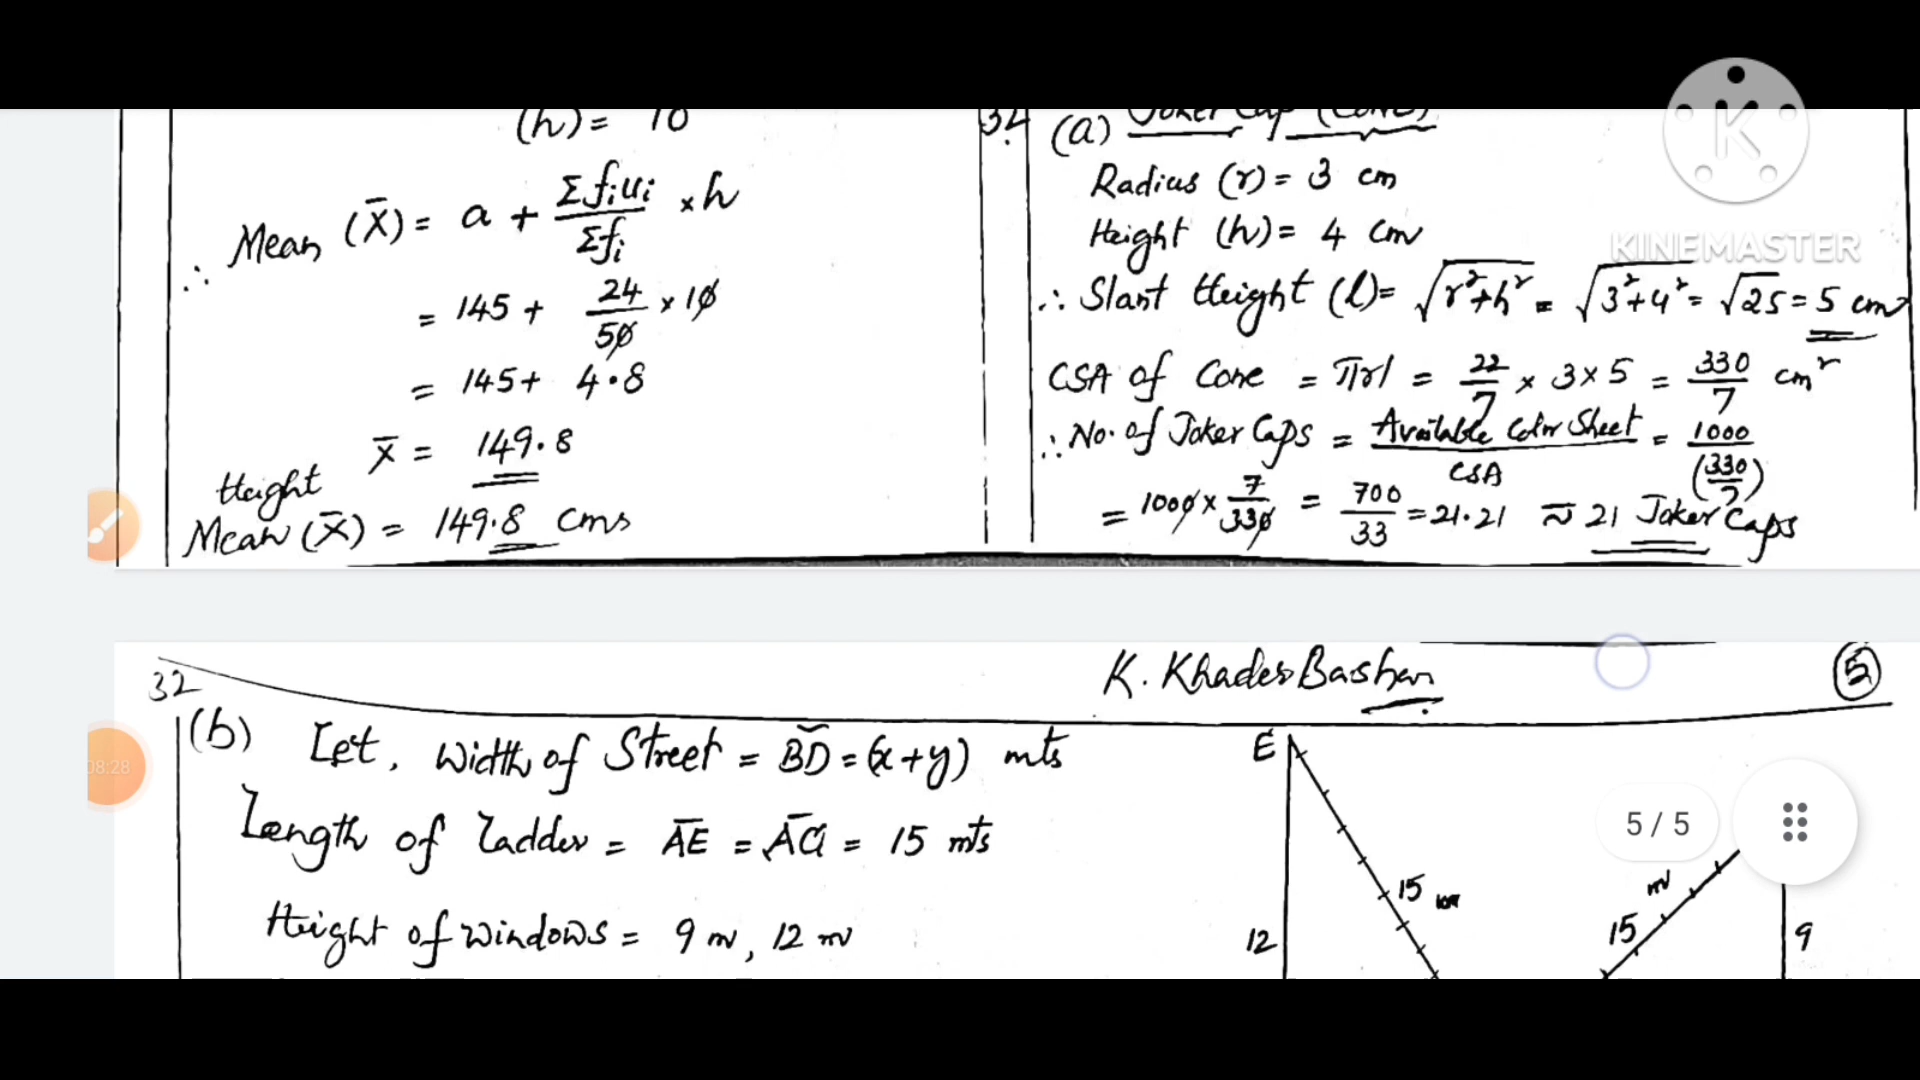 (h) = 10
Mean (X̄) = a + Σfiui/Σfi × h
∴
= 145 + 24/50 × 10
= 145 + 4.8
X̄ = 149.8
Height
Mean (X̄) = 149.8 cms
32
(a) Joker Cap (Cone)
Radius (r) = 3 cm
Height (h) = 4 cm
∴ Slant Height (l) = √r²+h² = √3²+4² = √25 = 5 cm
CSA of Cone = πrl = 22/7 × 3 × 5 = 330/7 cm²
∴ No. of Joker Caps = Available Color Sheet/CSA = 1000/(330/7)
= 1000 × 7/330 = 700/33 = 21.21 ≈ 21 Joker Caps
K
KINEMASTER
32
K. Khader Bashan
5
(b) Let, Width of Street = BD = (x+y) mts
Length of ladder = AE = AC = 15 mts
Height of windows = 9 m, 12 m
E
15 m
12
15 m
9
08:28
5 / 5